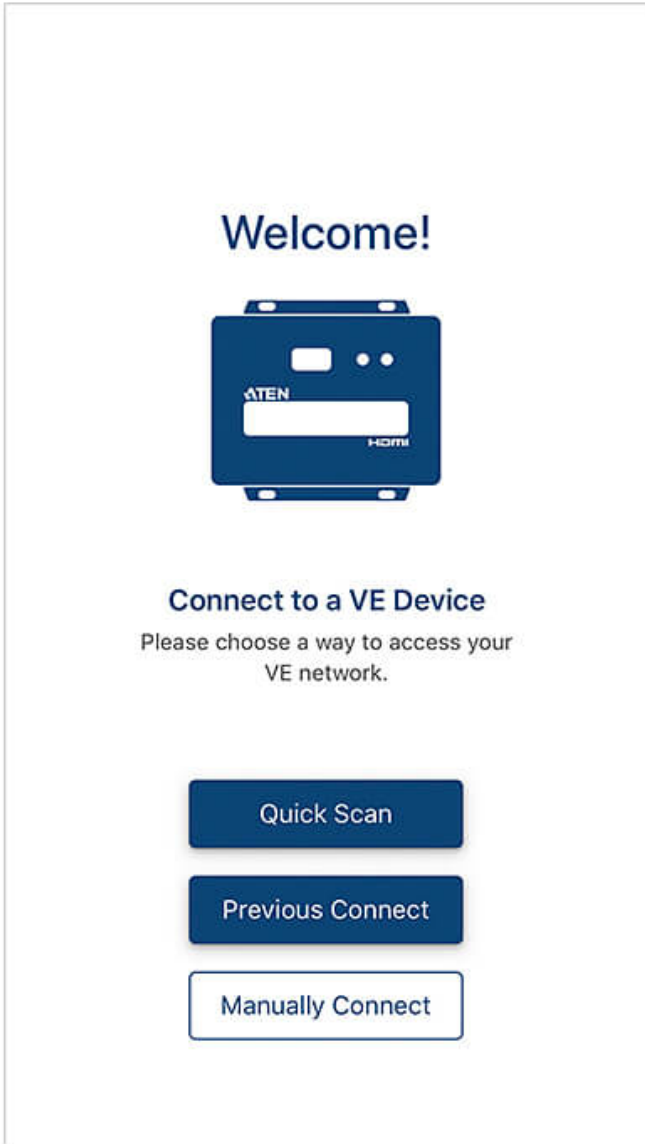 Welcome!
ATEN
HDMI
Connect to a VE Device
Please choose a way to access your
VE network.
Quick Scan
Previous Connect
Manually Connect